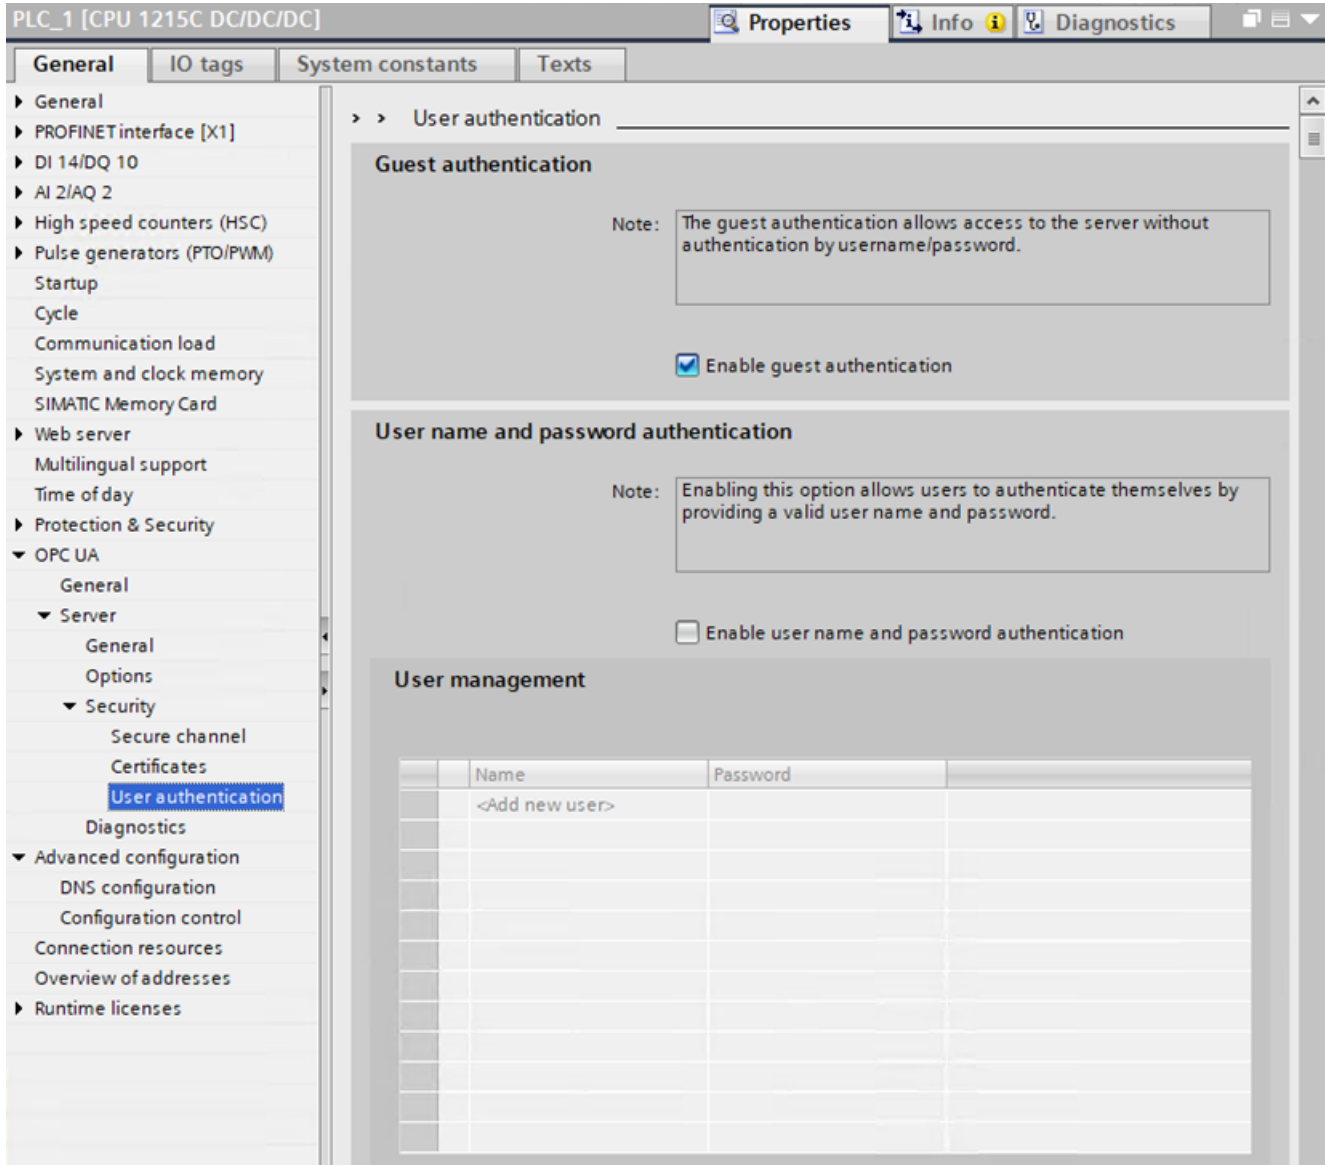 PLC_1 [CPU 1215C DC/DC/DC]
Properties
Info
Diagnostics
General
IO tags
System constants
Texts
General
PROFINET interface [X1]
DI 14/DQ 10
AI 2/AQ 2
High speed counters (HSC)
Pulse generators (PTO/PWM)
Startup
Cycle
Communication load
System and clock memory
SIMATIC Memory Card
Web server
Multilingual support
Time of day
Protection & Security
OPC UA
General
Server
General
Options
Security
Secure channel
Certificates
User authentication
Diagnostics
Advanced configuration
DNS configuration
Configuration control
Connection resources
Overview of addresses
Runtime licenses
> > User authentication
Guest authentication
Note: The guest authentication allows access to the server without
authentication by username/password.
Enable guest authentication
User name and password authentication
Note: Enabling this option allows users to authenticate themselves by
providing a valid user name and password.
Enable user name and password authentication
User management
Name
Password
<Add new user>